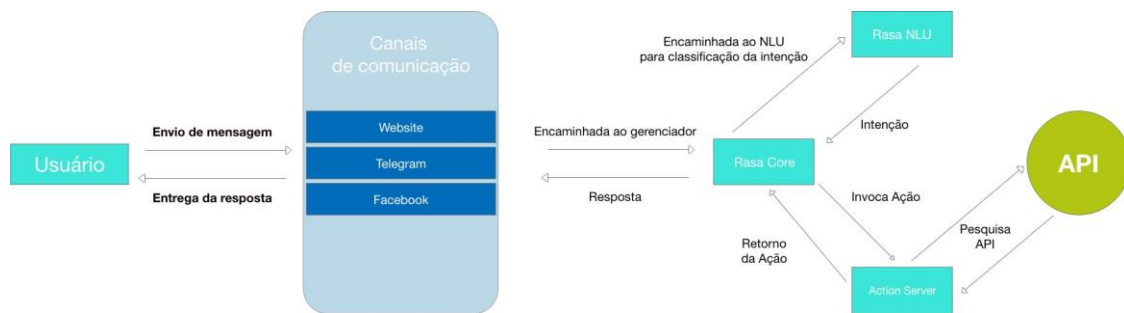 Canais
de comunicação
Rasa NLU
Encaminhada ao NLU
para classificação da intenção
Envio de mensagem
Website
Encaminhada ao gerenciador
Intenção
Usuário
Telegram
Rasa Core
API
Entrega da resposta
Facebook
Resposta
Invoca Ação
Retorno
da Ação
Pesquisa
API
Action Server